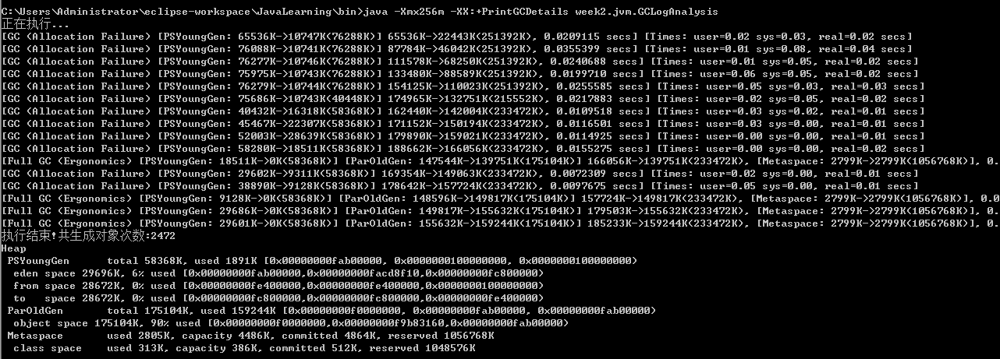 C:\Users\Administrator\eclipse-workspace\JavaLearning\bin>java -Xmx256m -XX:+PrintGCDetails week2.jvm.GCLogAnalysis
正在执行...
[GC (Allocation Failure) [PSYoungGen: 65536K->10747K(76288K)] 65536K->22443K(251392K), 0.0209115 secs] [Times: user=0.02 sys=0.03, real=0.02 secs]
[GC (Allocation Failure) [PSYoungGen: 76088K->10741K(76288K)] 87784K->46042K(251392K), 0.0355399 secs] [Times: user=0.01 sys=0.08, real=0.04 secs]
[GC (Allocation Failure) [PSYoungGen: 76277K->10746K(76288K)] 111578K->68250K(251392K), 0.0240688 secs] [Times: user=0.01 sys=0.05, real=0.02 secs]
[GC (Allocation Failure) [PSYoungGen: 75975K->10743K(76288K)] 133480K->88589K(251392K), 0.0199710 secs] [Times: user=0.06 sys=0.05, real=0.02 secs]
[GC (Allocation Failure) [PSYoungGen: 76279K->10744K(76288K)] 154125K->110023K(251392K), 0.0255585 secs] [Times: user=0.05 sys=0.03, real=0.03 secs]
[GC (Allocation Failure) [PSYoungGen: 75686K->10743K(40448K)] 174965K->132751K(215552K), 0.0217883 secs] [Times: user=0.02 sys=0.05, real=0.02 secs]
[GC (Allocation Failure) [PSYoungGen: 40432K->16318K(58368K)] 162440K->142004K(233472K), 0.0109518 secs] [Times: user=0.03 sys=0.02, real=0.01 secs]
[GC (Allocation Failure) [PSYoungGen: 45467K->22307K(58368K)] 171152K->150194K(233472K), 0.0116501 secs] [Times: user=0.03 sys=0.00, real=0.01 secs]
[GC (Allocation Failure) [PSYoungGen: 52003K->28639K(58368K)] 179890K->159021K(233472K), 0.0114925 secs] [Times: user=0.00 sys=0.00, real=0.01 secs]
[GC (Allocation Failure) [PSYoungGen: 58280K->18511K(58368K)] 188662K->166056K(233472K), 0.0155275 secs] [Times: user=0.00 sys=0.00, real=0.02 secs]
[Full GC (Ergonomics) [PSYoungGen: 18511K->0K(58368K)] [ParOldGen: 147544K->139751K(175104K)] 166056K->139751K(233472K), [Metaspace: 2799K->2799K(1056768K)], 0.
[GC (Allocation Failure) [PSYoungGen: 29602K->9311K(58368K)] 169354K->149063K(233472K), 0.0072309 secs] [Times: user=0.02 sys=0.00, real=0.01 secs]
[GC (Allocation Failure) [PSYoungGen: 38890K->9128K(58368K)] 178642K->157724K(233472K), 0.0097675 secs] [Times: user=0.05 sys=0.00, real=0.01 secs]
[Full GC (Ergonomics) [PSYoungGen: 9128K->0K(58368K)] [ParOldGen: 148596K->149817K(175104K)] 157724K->149817K(233472K), [Metaspace: 2799K->2799K(1056768K)], 0.0
[Full GC (Ergonomics) [PSYoungGen: 29686K->0K(58368K)] [ParOldGen: 149817K->155632K(175104K)] 179503K->155632K(233472K), [Metaspace: 2799K->2799K(1056768K)], 0.
[Full GC (Ergonomics) [PSYoungGen: 29601K->0K(58368K)] [ParOldGen: 155632K->159244K(175104K)] 185233K->159244K(233472K), [Metaspace: 2799K->2799K(1056768K)], 0.
执行结束!共生成对象次数:2472
Heap
PSYoungGen total 58368K, used 1891K [0x00000000fab00000, 0x0000000100000000, 0x0000000100000000)
eden space 29696K, 6% used [0x00000000fab00000,0x00000000facd8f10,0x00000000fc800000)
from space 28672K, 0% used [0x00000000fe400000,0x00000000fe400000,0x0000000100000000)
to space 28672K, 0% used [0x00000000fc800000,0x00000000fc800000,0x00000000fe400000)
ParOldGen total 175104K, used 159244K [0x00000000f0000000, 0x00000000fab00000, 0x00000000fab00000)
object space 175104K, 90% used [0x00000000f0000000,0x00000000f9b83160,0x00000000fab00000)
Metaspace used 2805K, capacity 4486K, committed 4864K, reserved 1056768K
class space used 313K, capacity 386K, committed 512K, reserved 1048576K